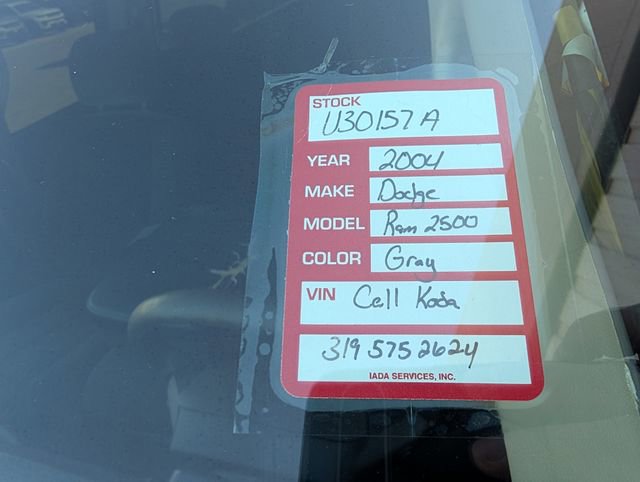 STOCK
U30157A
YEAR 2004
MAKE Dodge
MODEL Ram 2500
COLOR Gray
VIN Call Koda
319 575 2624
IADA SERVICES, INC.